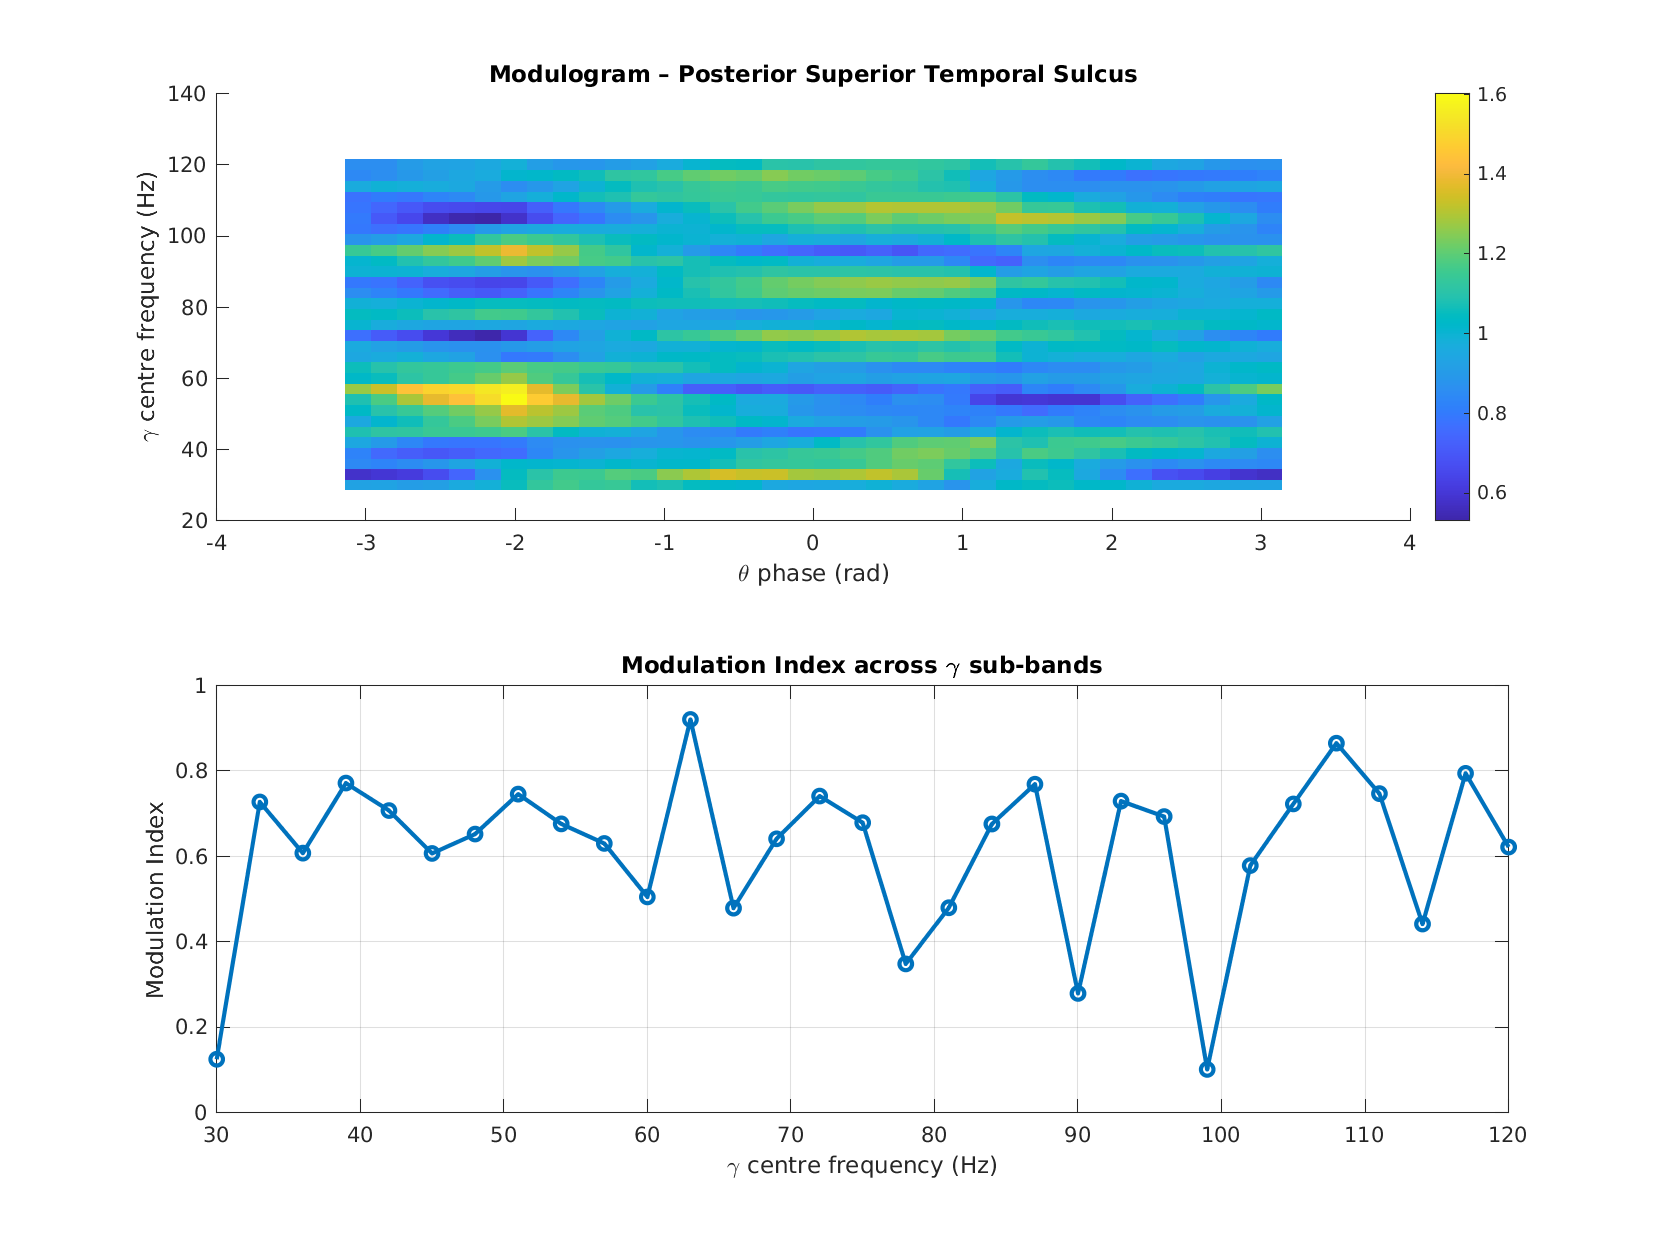 Modulogram – Posterior Superior Temporal Sulcus
140
120
100
80
60
40
20
γ centre frequency (Hz)
-4 -3 -2 -1 0 1 2 3 4
θ phase (rad)
1.6
1.4
1.2
1
0.8
0.6
Modulation Index across γ sub-bands
1
0.8
0.6
0.4
0.2
0
Modulation Index
30 40 50 60 70 80 90 100 110 120
γ centre frequency (Hz)